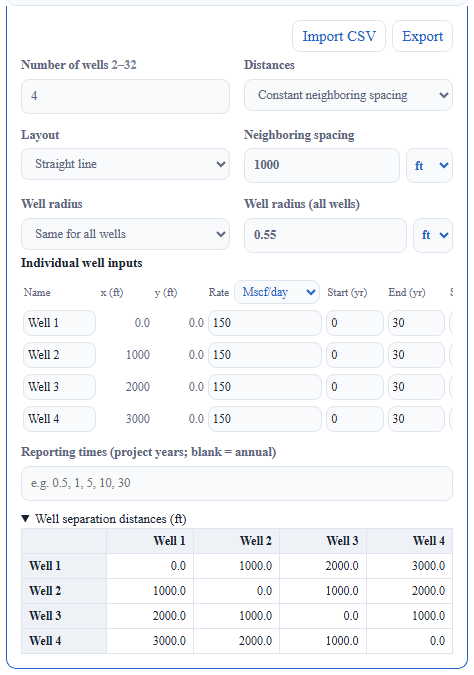 Import CSV Export
Number of wells 2–32 Distances
4 Constant neighboring spacing
Layout Neighboring spacing
Straight line 1000 ft
Well radius Well radius (all wells)
Same for all wells 0.55 ft
Individual well inputs
Name x (ft) y (ft) Rate Mscf/day Start (yr) End (yr)
Well 1 0.0 0.0 150 0 30
Well 2 1000 0.0 150 0 30
Well 3 2000 0.0 150 0 30
Well 4 3000 0.0 150 0 30
Reporting times (project years; blank = annual)
e.g. 0.5, 1, 5, 10, 30
▼ Well separation distances (ft)
Well 1 Well 2 Well 3 Well 4
Well 1 0.0 1000.0 2000.0 3000.0
Well 2 1000.0 0.0 1000.0 2000.0
Well 3 2000.0 1000.0 0.0 1000.0
Well 4 3000.0 2000.0 1000.0 0.0